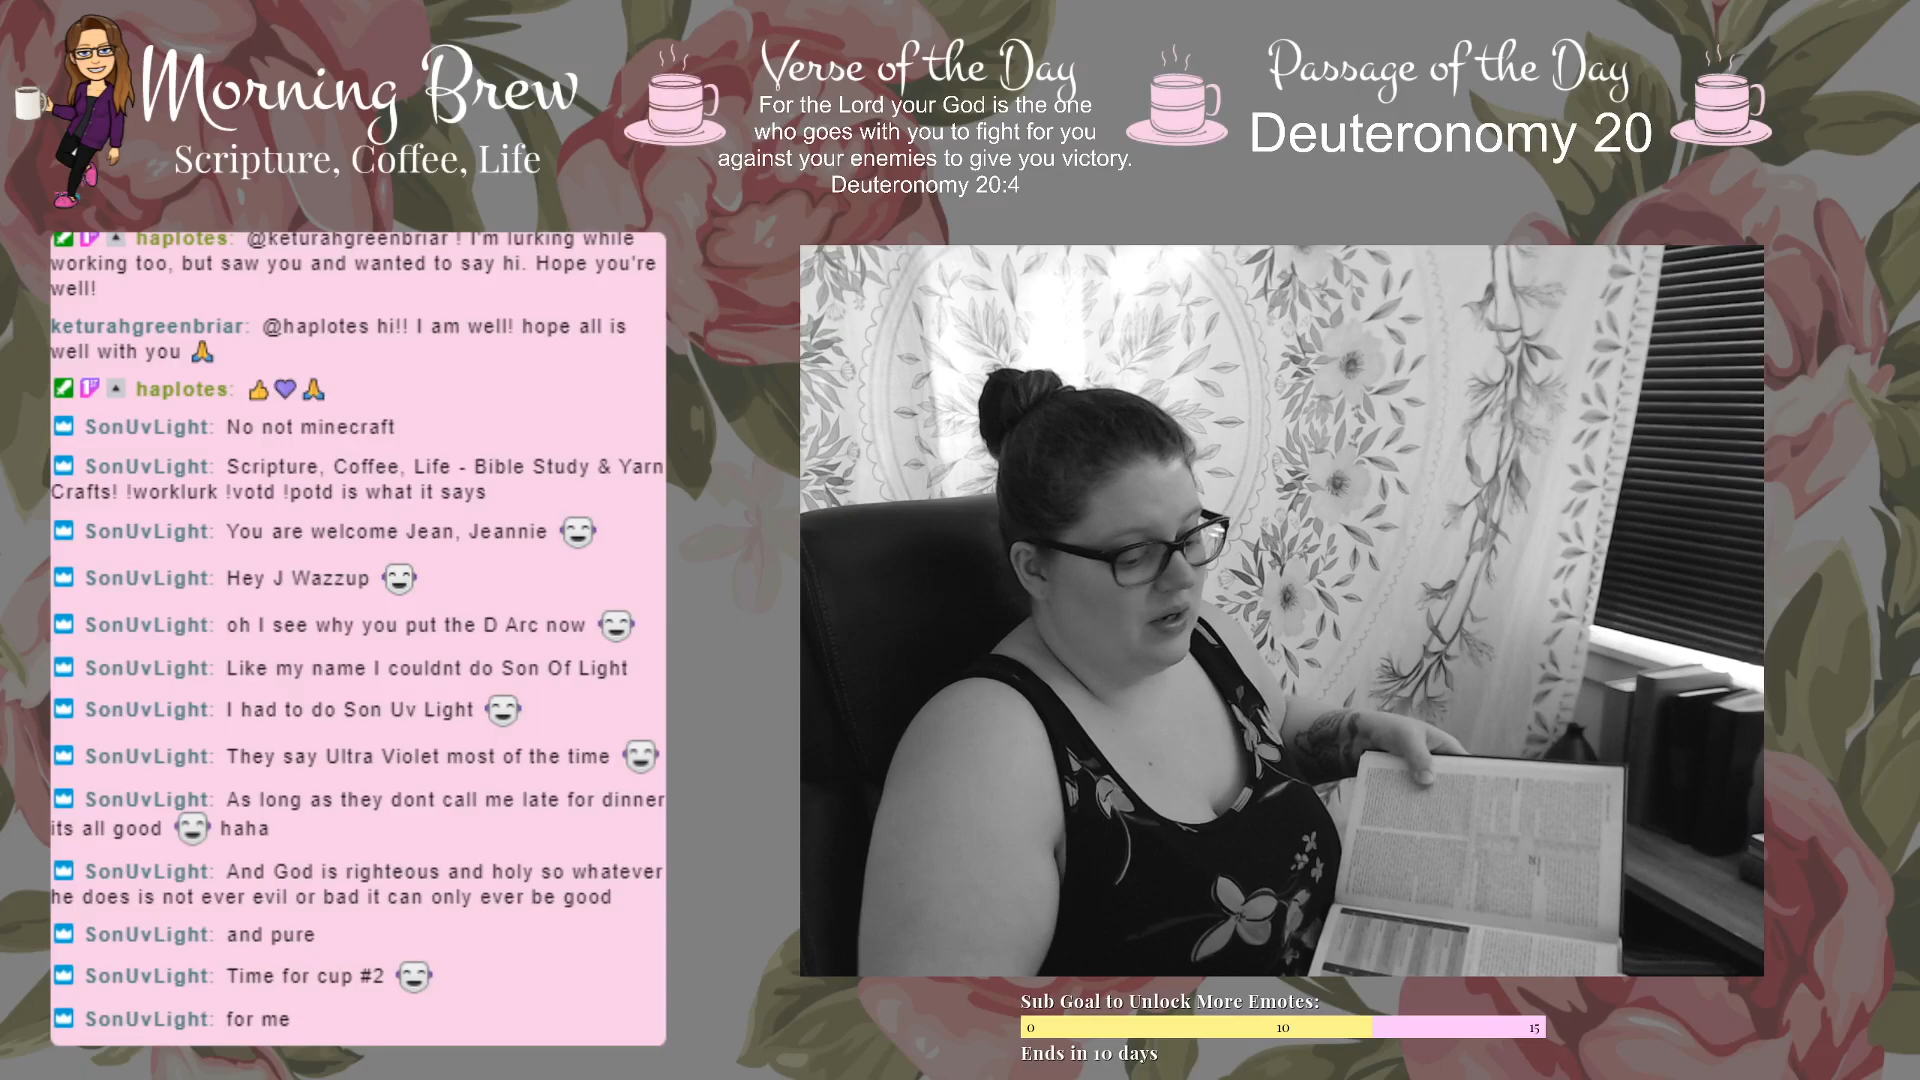 Morning Brew
Scripture, Coffee, Life
Verse of the Day
For the Lord your God is the one
who goes with you to fight for you
against your enemies to give you victory.
Deuteronomy 20:4
Passage of the Day
Deuteronomy 20
haplotes: @keturahgreenbriar ! I'm lurking while
working too, but saw you and wanted to say hi. Hope you're
well!
keturahgreenbriar: @haplotes hi!! I am well! hope all is
well with you 🙏
haplotes: 👍💜🙏
SonUvLight: No not minecraft
SonUvLight: Scripture, Coffee, Life - Bible Study & Yarn
Crafts! !worklurk !votd !potd is what it says
SonUvLight: You are welcome Jean, Jeannie
SonUvLight: Hey J Wazzup
SonUvLight: oh I see why you put the D Arc now
SonUvLight: Like my name I couldnt do Son Of Light
SonUvLight: I had to do Son Uv Light
SonUvLight: They say Ultra Violet most of the time
SonUvLight: As long as they dont call me late for dinner
its all good haha
SonUvLight: And God is righteous and holy so whatever
he does is not ever evil or bad it can only ever be good
SonUvLight: and pure
SonUvLight: Time for cup #2
SonUvLight: for me
Sub Goal to Unlock More Emotes:
0 10 15
Ends in 10 days